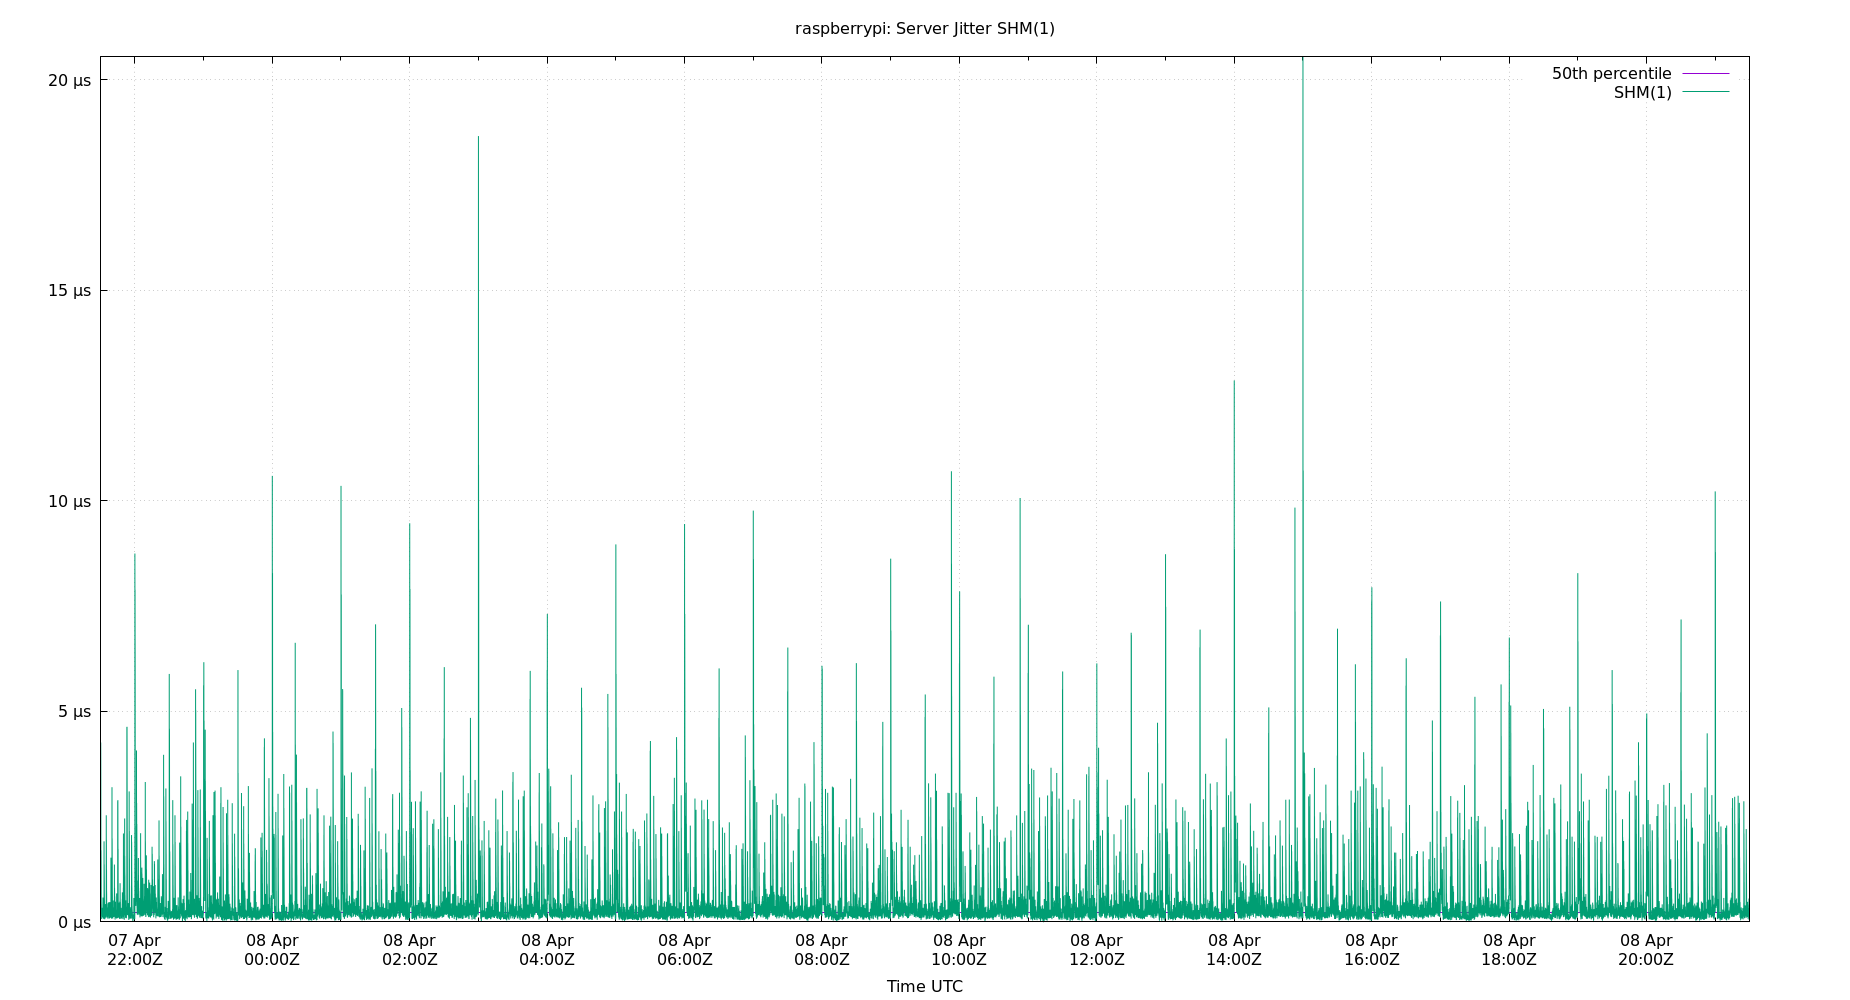 raspberrypi: Server Jitter SHM(1)
50th percentile
SHM(1)
20 µs
15 µs
10 µs
5 µs
0 µs
07 Apr 08 Apr 08 Apr 08 Apr 08 Apr 08 Apr 08 Apr 08 Apr 08 Apr 08 Apr 08 Apr 08 Apr
22:00Z 00:00Z 02:00Z 04:00Z 06:00Z 08:00Z 10:00Z 12:00Z 14:00Z 16:00Z 18:00Z 20:00Z
Time UTC